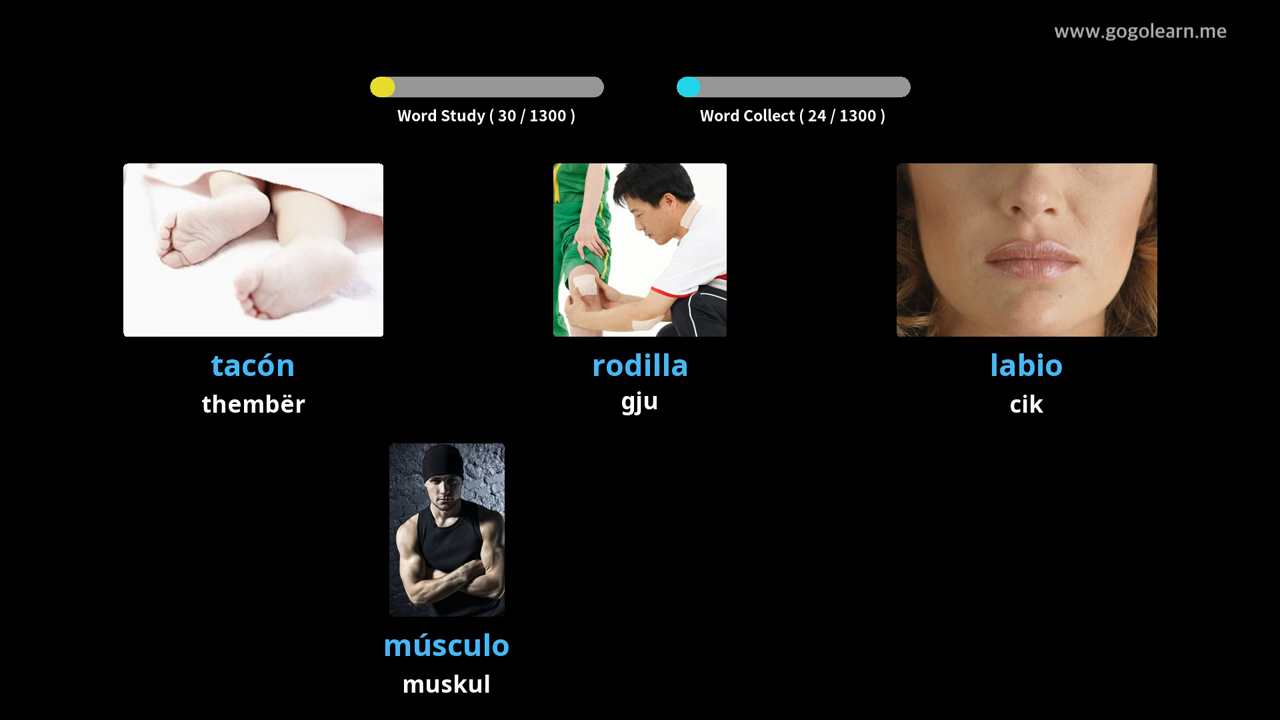 www.gogolearn.me
Word Study ( 30 / 1300 )
Word Collect ( 24 / 1300 )
tacón
rodilla
labio
thembër
gju
cik
músculo
muskul